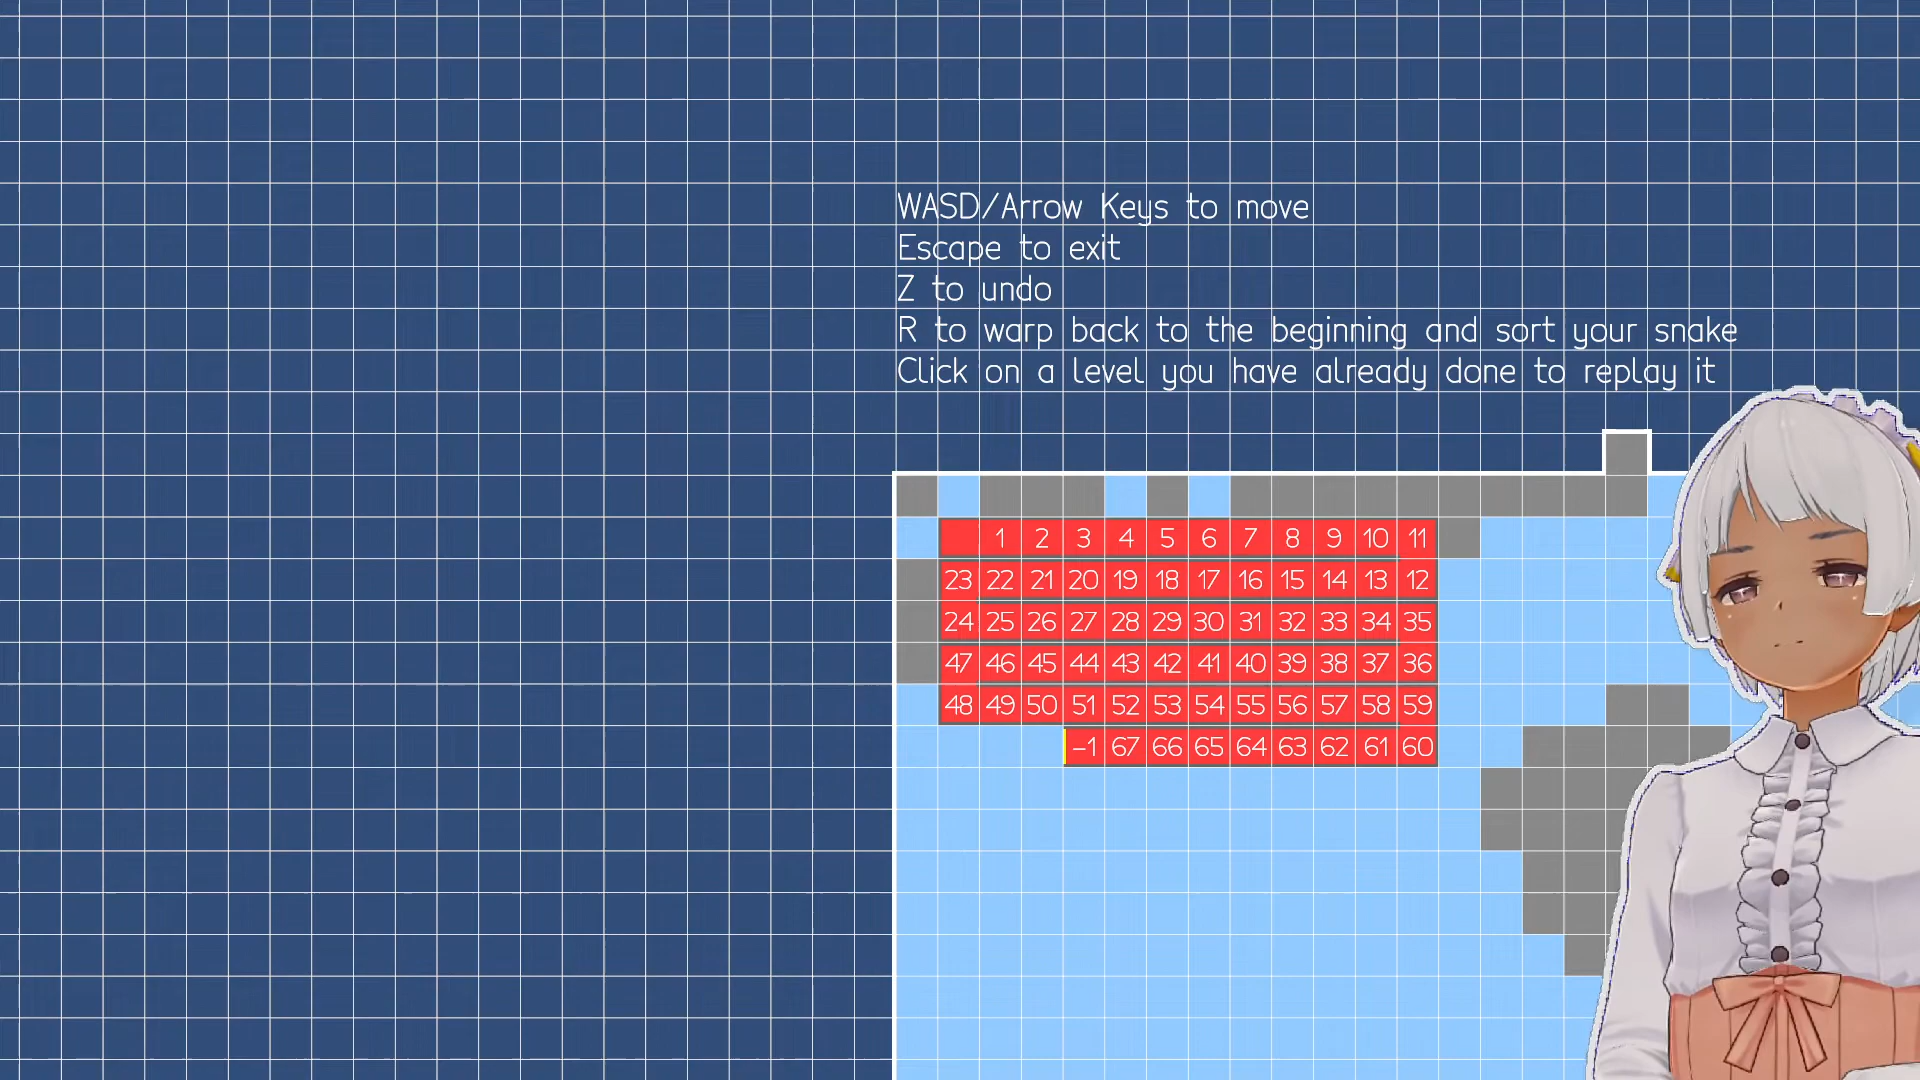 WASD/Arrow Keys to move
Escape to exit
Z to undo
R to warp back to the beginning and sort your snake
Click on a level you have already done to replay it
1 2 3 4 5 6 7 8 9 10 11
23 22 21 20 19 18 17 16 15 14 13 12
24 25 26 27 28 29 30 31 32 33 34 35
47 46 45 44 43 42 41 40 39 38 37 36
48 49 50 51 52 53 54 55 56 57 58 59
-1 67 66 65 64 63 62 61 60